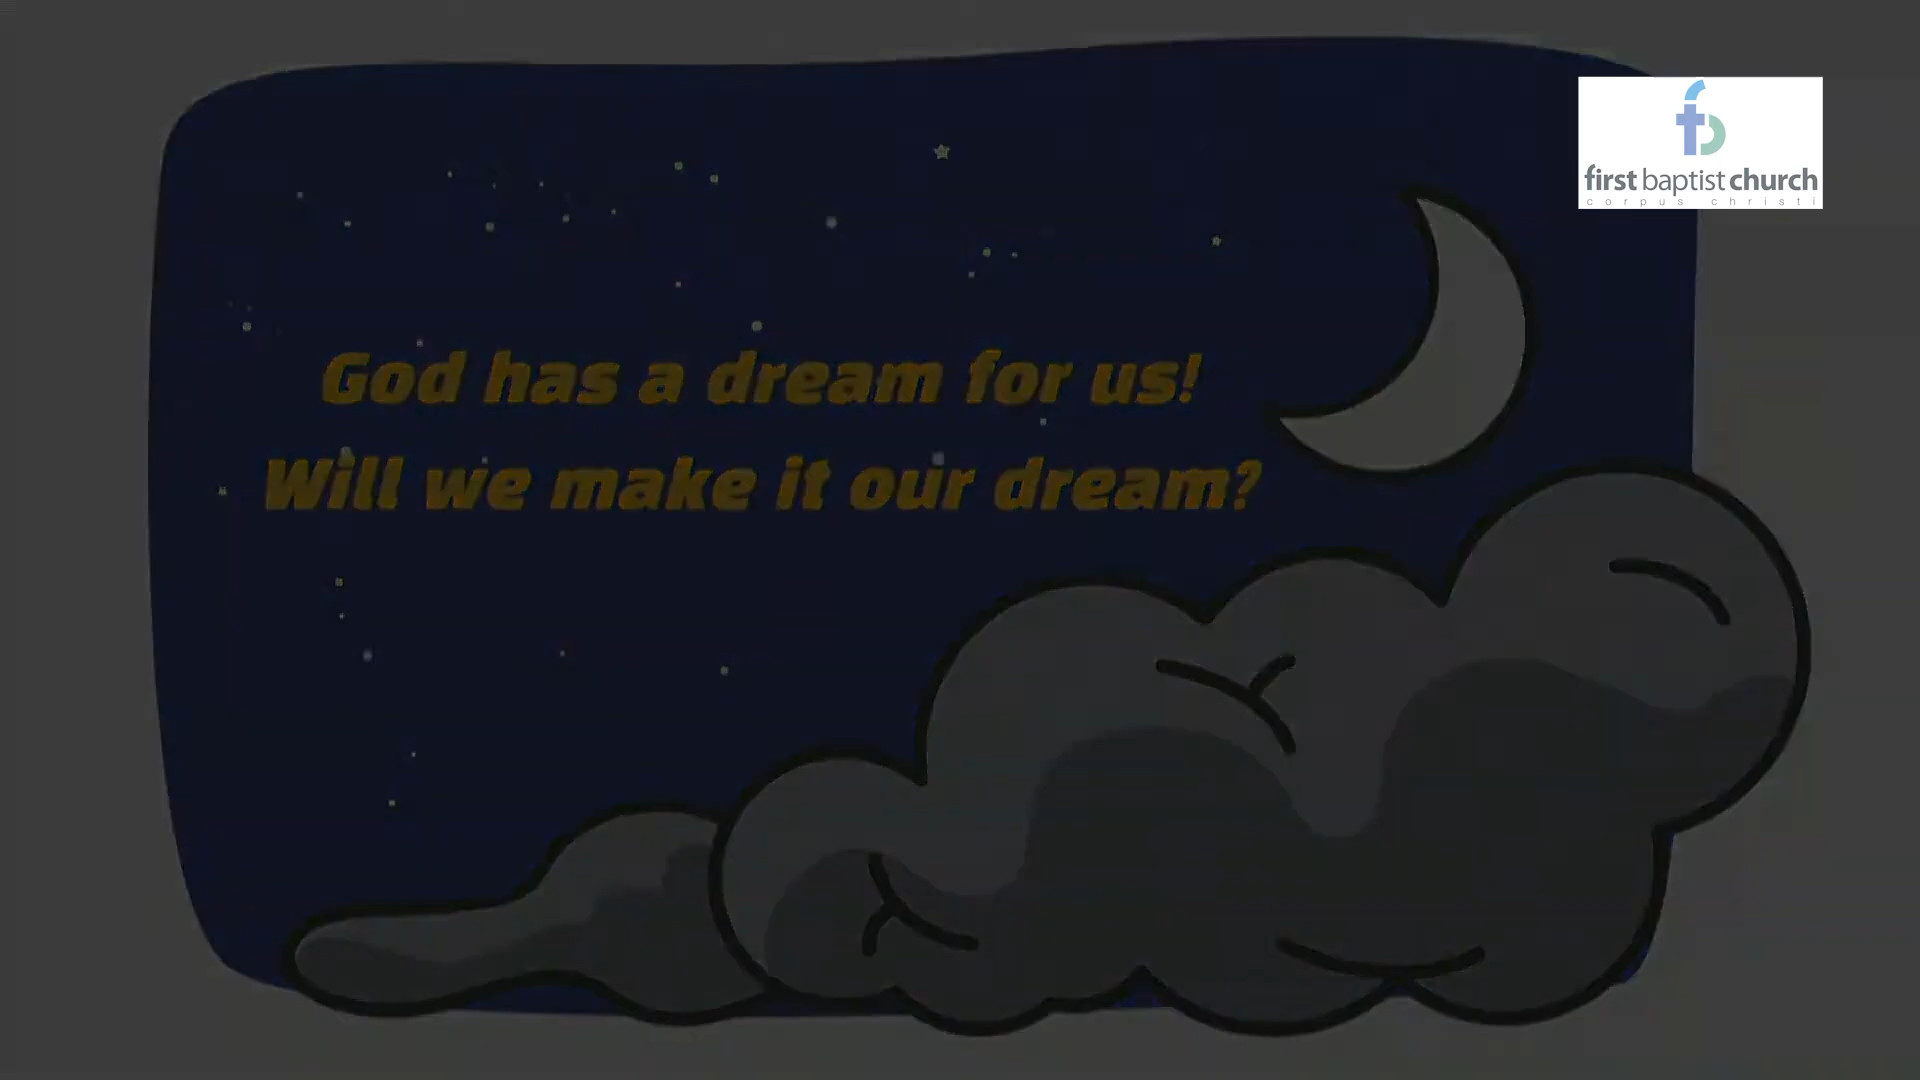 first baptist church
corpus christi
God has a dream for us!
Will we make it our dream?